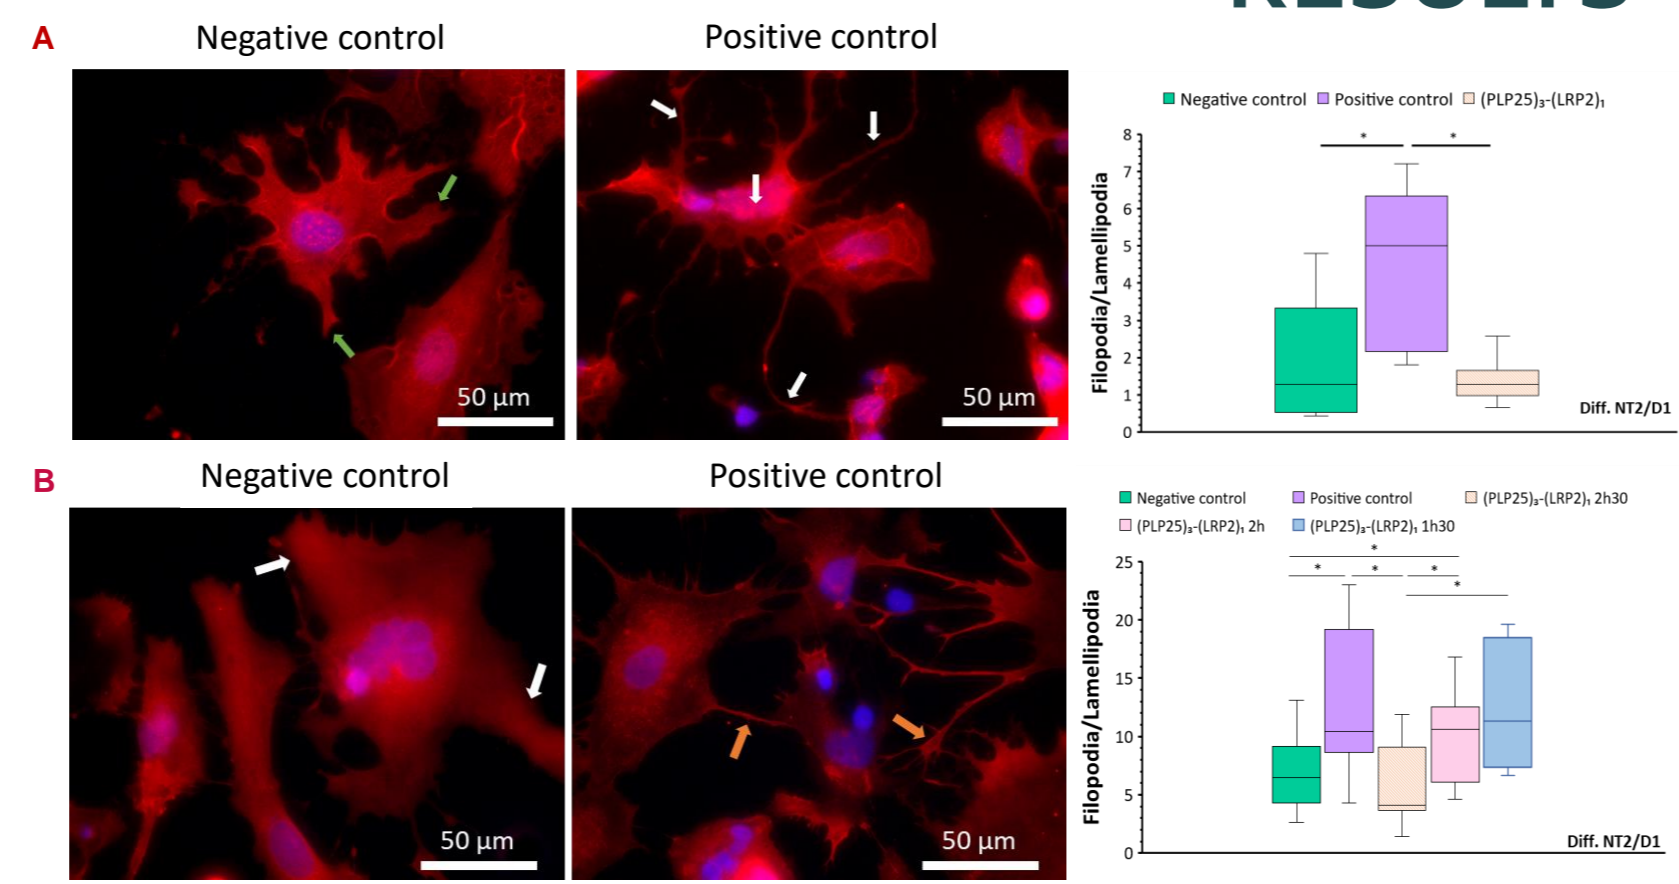 RESULTS
A
Negative control
Positive control
50 µm
50 µm
Negative control Positive control (PLP25)₃-(LRP2)₁
* *
Filopodia/Lamellipodia
8
7
6
5
4
3
2
1
0
Diff. NT2/D1
B
Negative control
Positive control
50 µm
50 µm
Negative control Positive control (PLP25)₃-(LRP2)₁ 2h30
(PLP25)₃-(LRP2)₁ 2h (PLP25)₃-(LRP2)₁ 1h30
*
* * *
*
Filopodia/Lamellipodia
25
20
15
10
5
0
Diff. NT2/D1